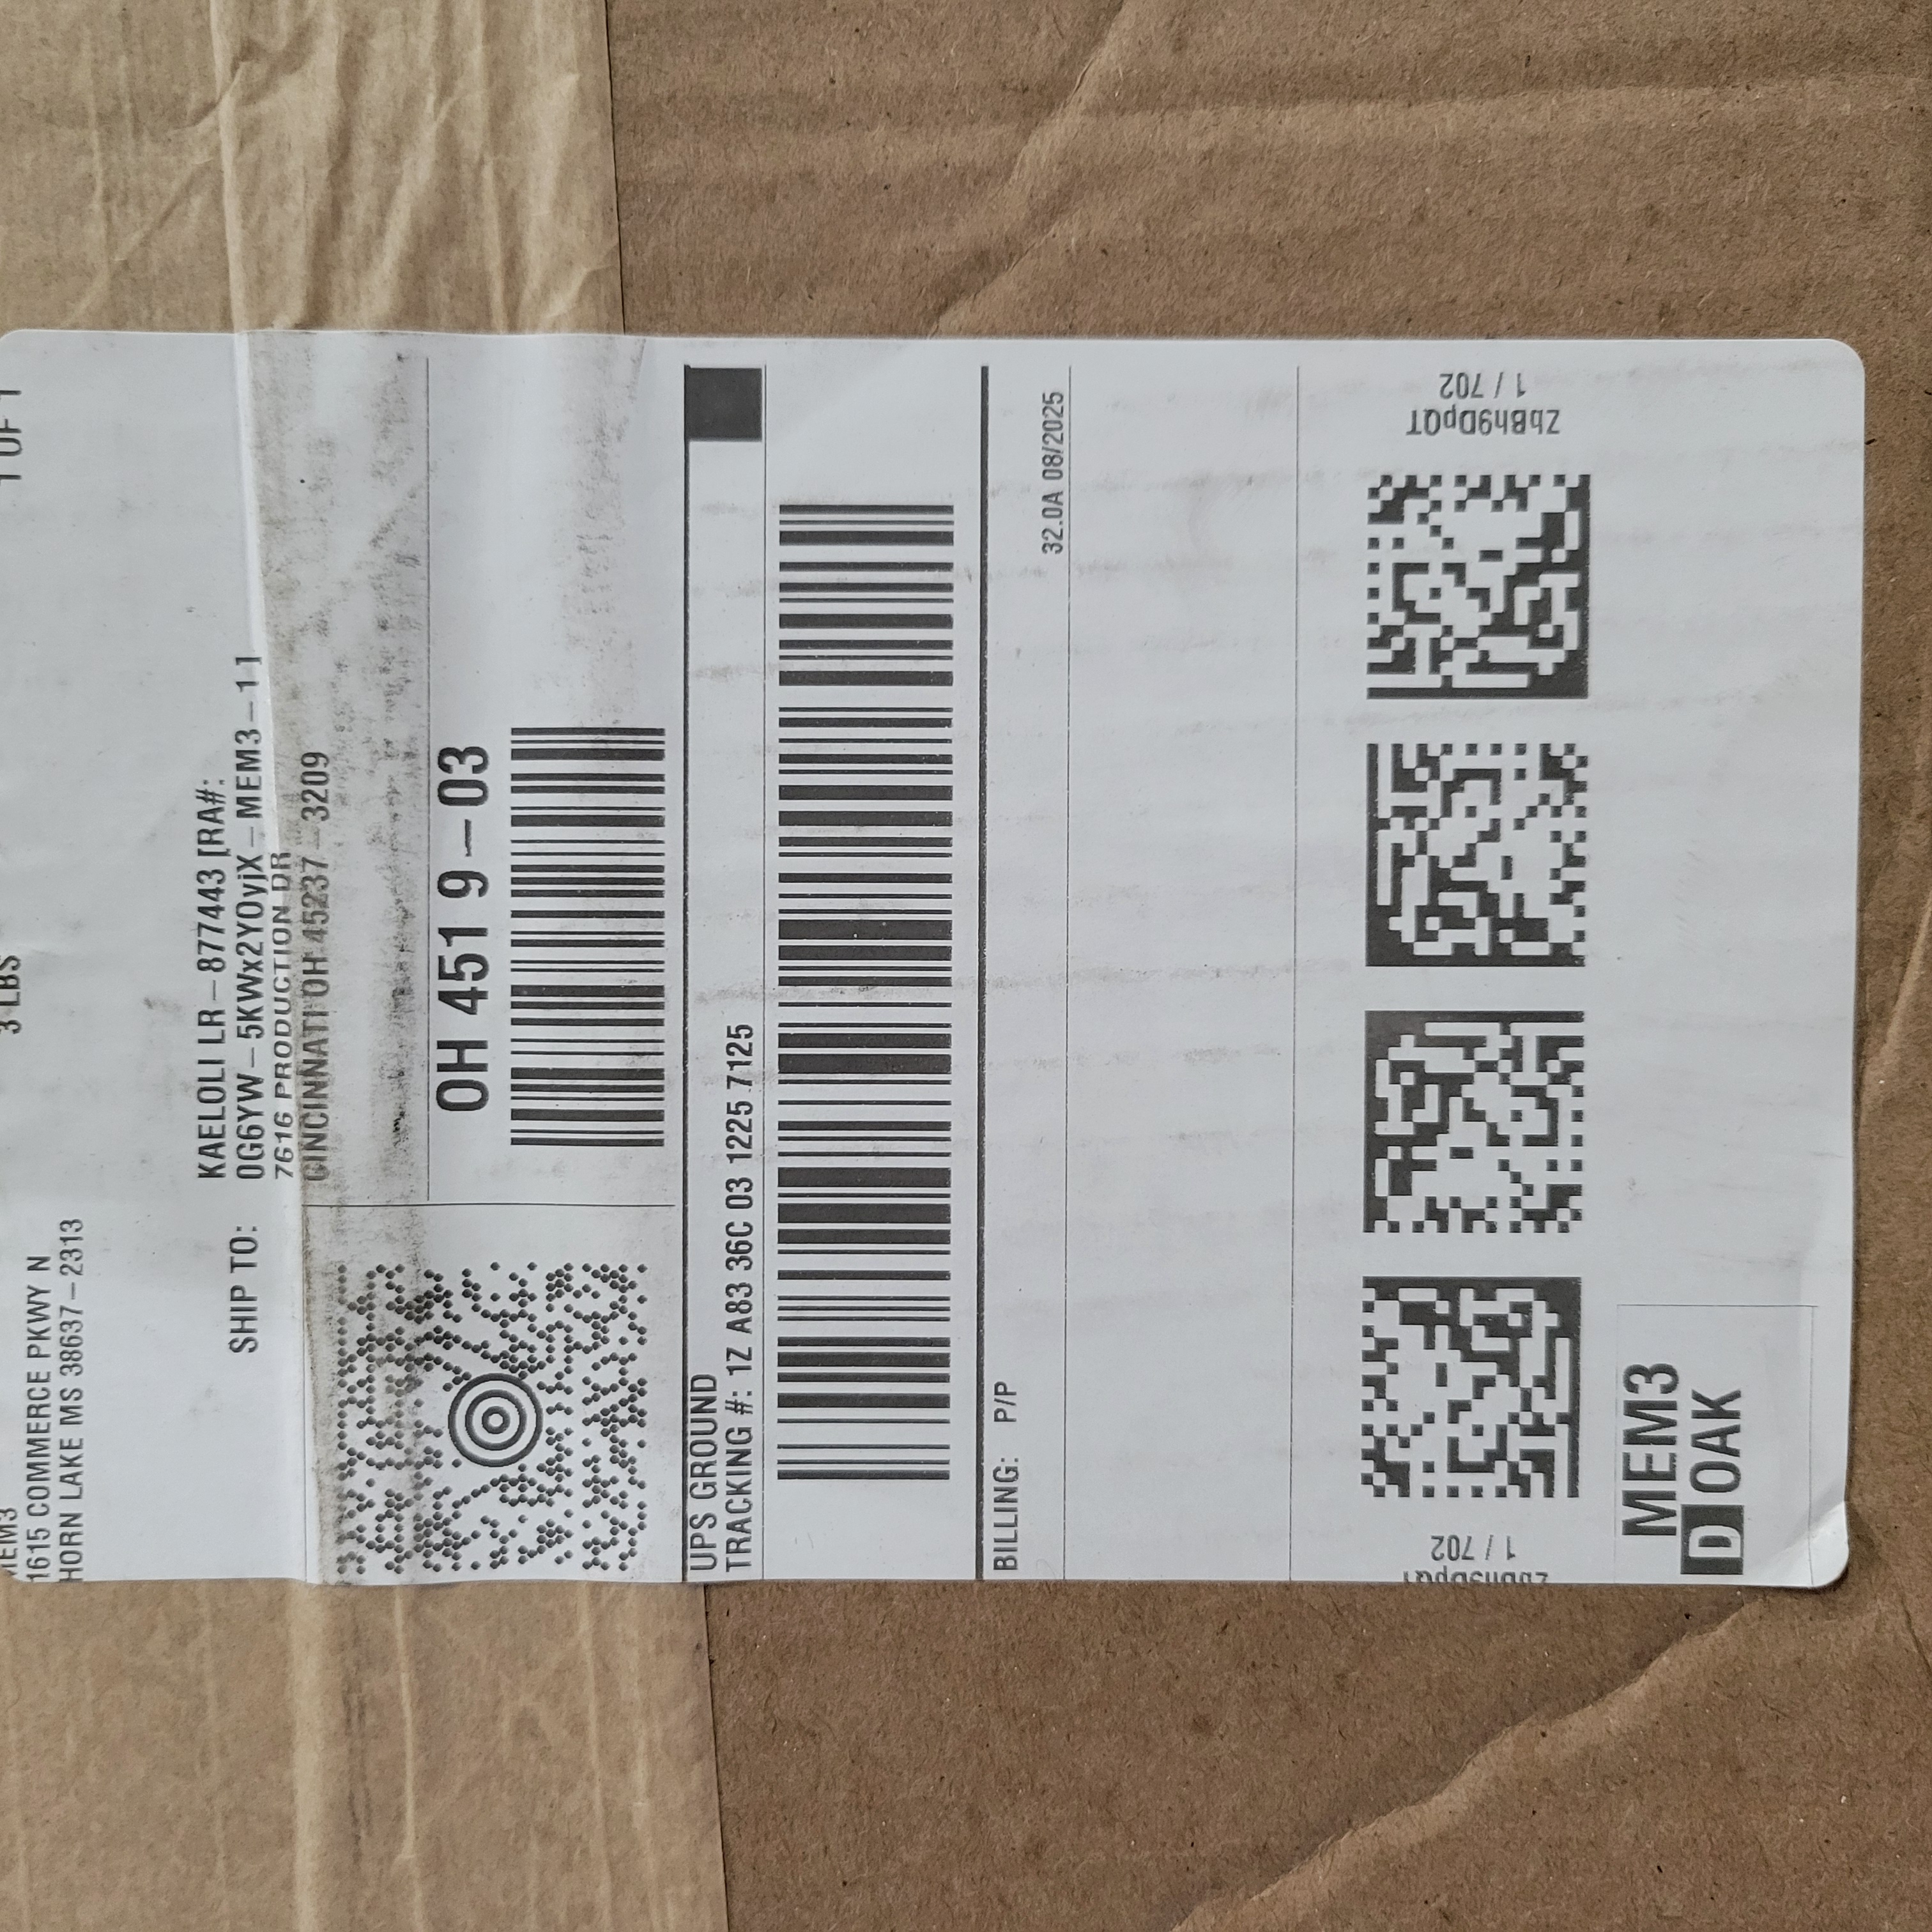 3 LBS
1 OF 1
MEM3
1615 COMMERCE PKWY N
HORN LAKE MS 38637-2313
SHIP TO:
KAELOLI LR-877443 [RA#:
0G6YW-5KWx2YOyjX-MEM3-1]
7616 PRODUCTION DR
CINCINNATI OH 45237-3209
OH 451 9-03
UPS GROUND
TRACKING #: 1Z A83 36C 03 1225 7125
BILLING: P/P
32.0A 08/2025
ZbBh9DpQT
1 / 702
1 / 702
MEM3
D OAK